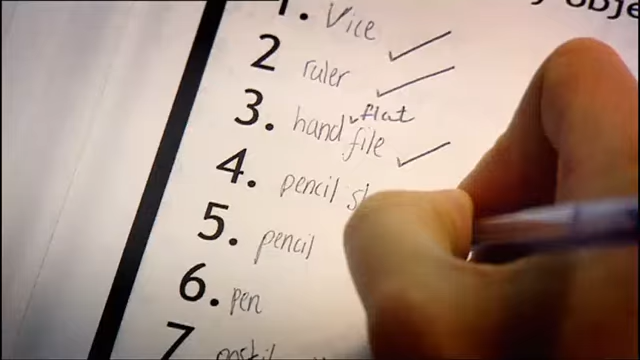 1. Vice
2 ruler
3. hand flat file
4. pencil
5. pencil
6. pen
7